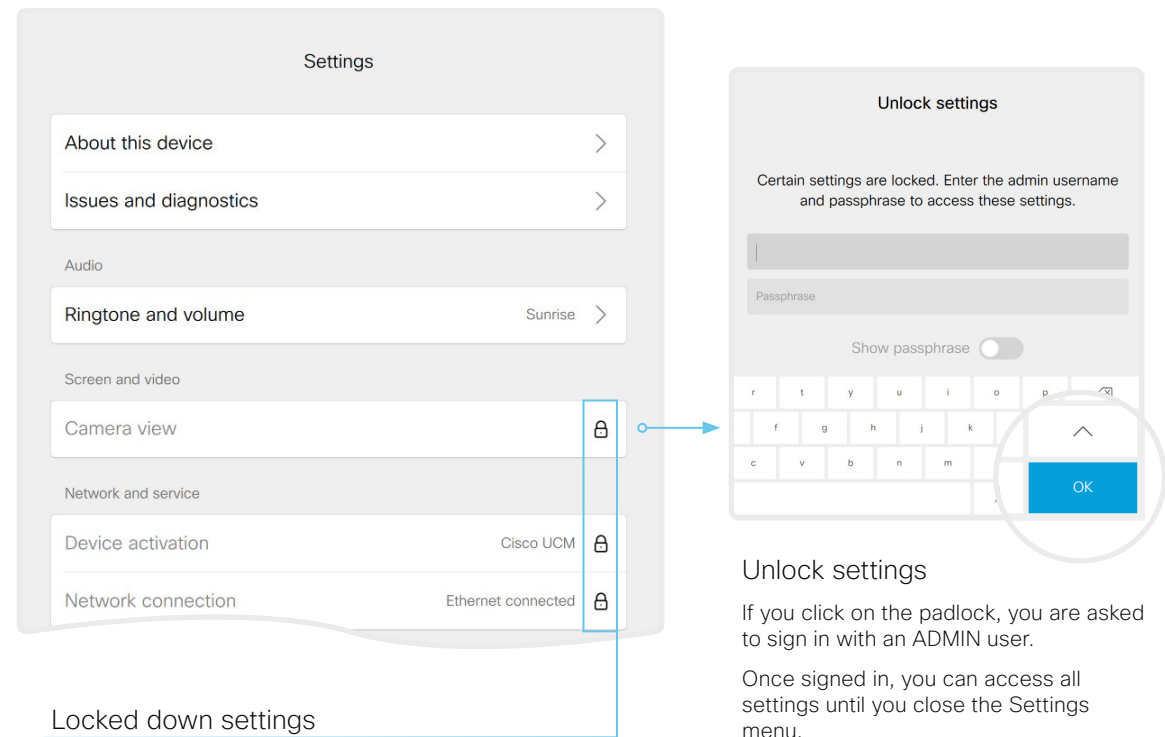 Settings
About this device
Issues and diagnostics
Audio
Ringtone and volume Sunrise
Screen and video
Camera view
Network and service
Device activation Cisco UCM
Network connection Ethernet connected
Locked down settings
Unlock settings
Certain settings are locked. Enter the admin username
and passphrase to access these settings.
Passphrase
Show passphrase
r t y u i o p
f g h j k
c v b n m
OK
Unlock settings
If you click on the padlock, you are asked
to sign in with an ADMIN user.
Once signed in, you can access all
settings until you close the Settings
menu.